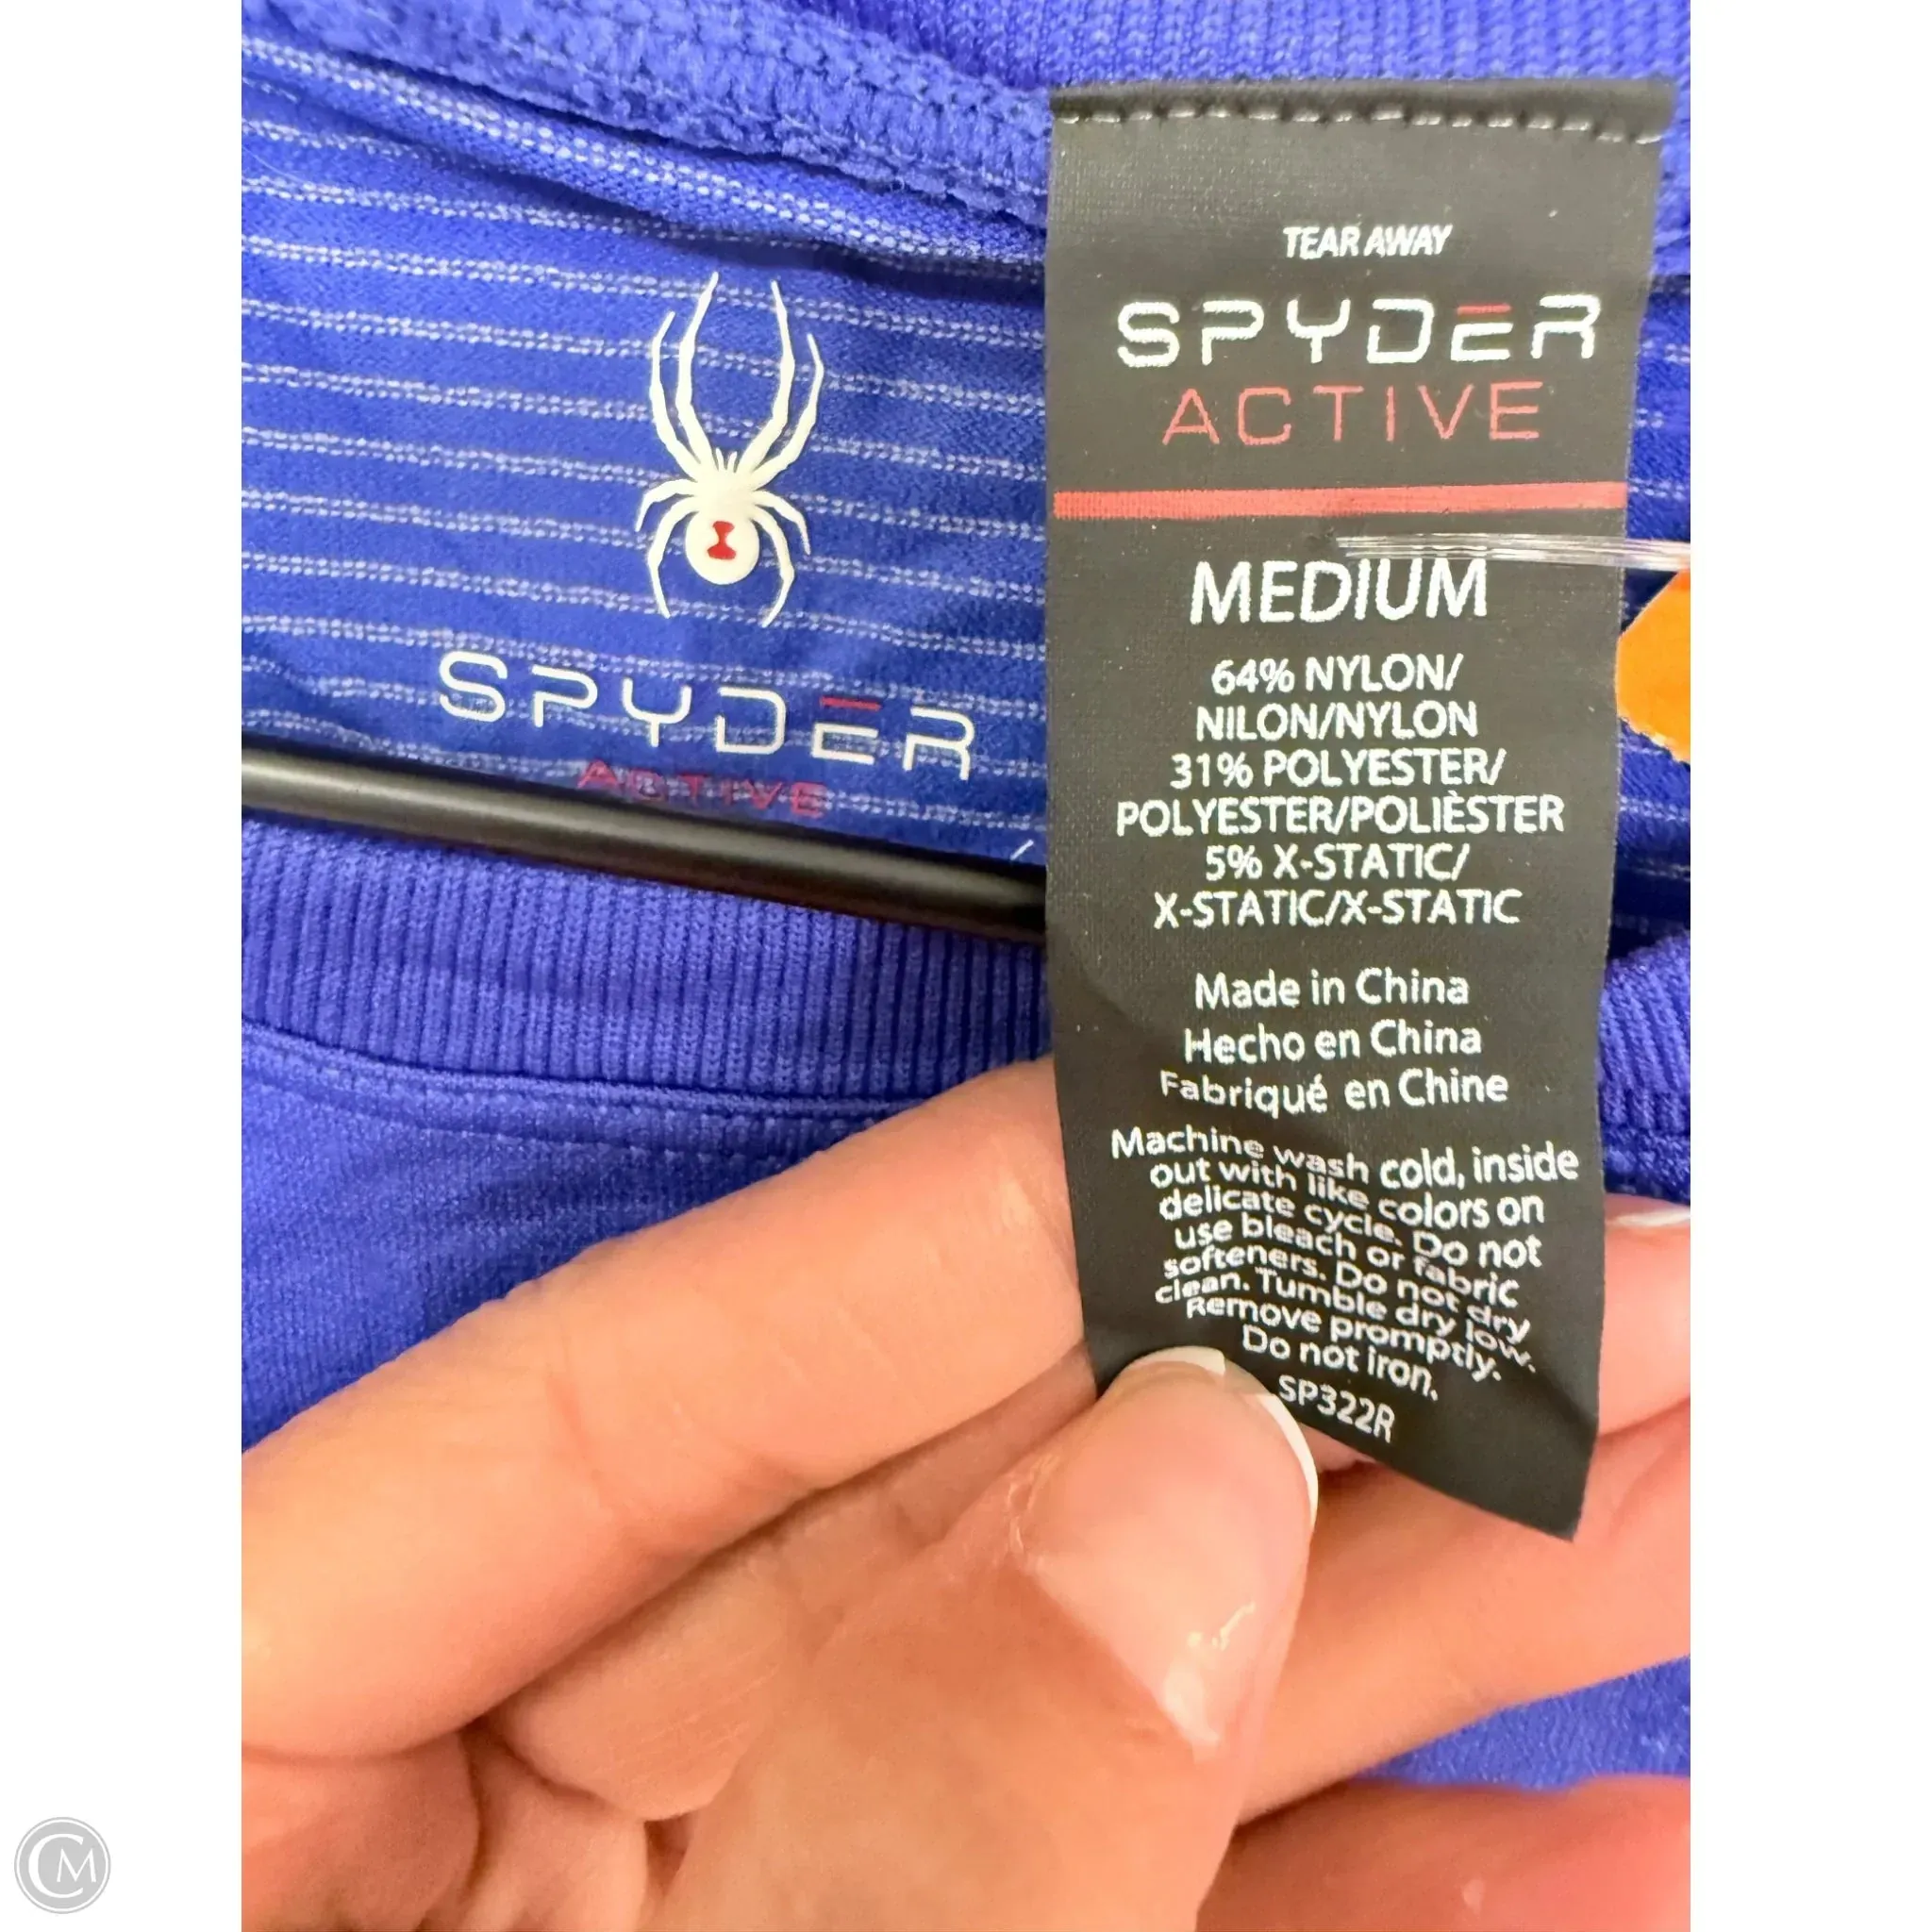 SPYDER
ACTIVE
TEAR AWAY
SPYDER
ACTIVE
MEDIUM
64% NYLON/
NILON/NYLON
31% POLYESTER/
POLYESTER/POLIÈSTER
5% X-STATIC/
X-STATIC/X-STATIC
Made in China
Hecho en China
Fabriqué en Chine
Machine wash cold, inside
out with like colors on
delicate cycle. Do not
use bleach or fabric
softeners. Do not dry
clean. Tumble dry low.
Remove promptly.
Do not iron.
SP322R
CM